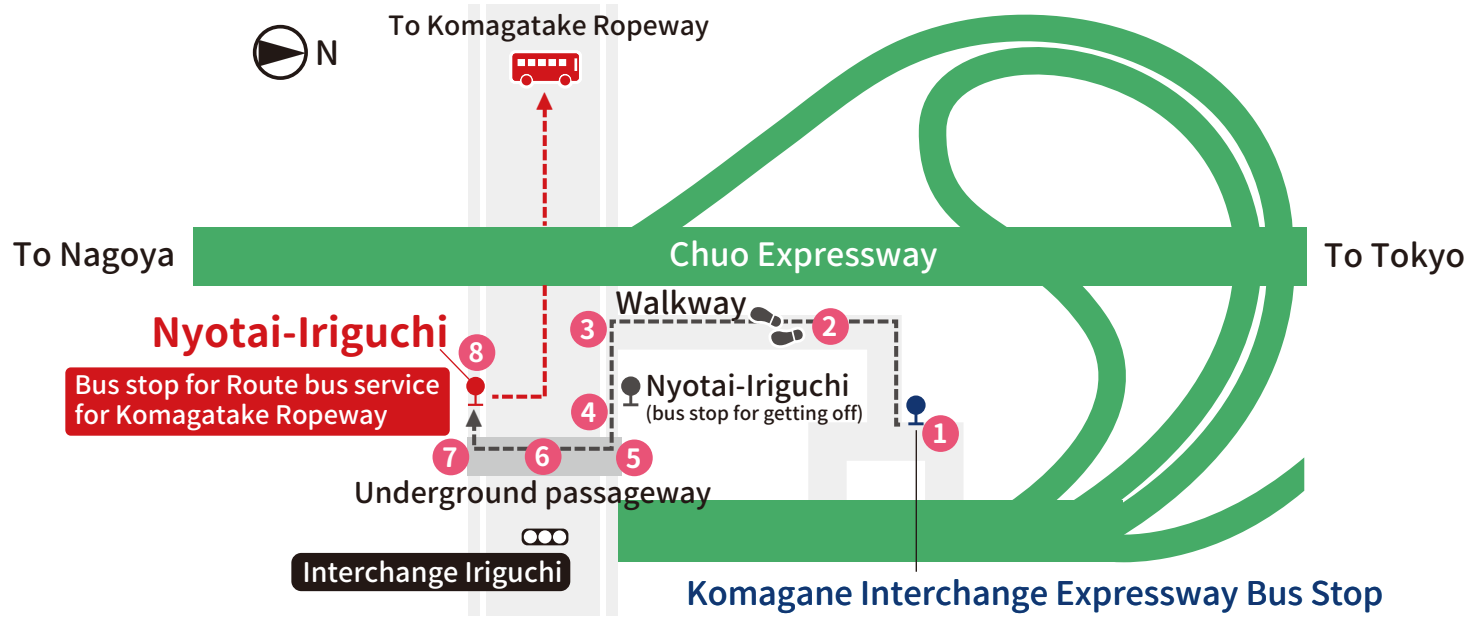 To Komagatake Ropeway
N
Chuo Expressway
To Nagoya
To Tokyo
Walkway
2
3
Nyotai-Iriguchi
8
Bus stop for Route bus service
for Komagatake Ropeway
Nyotai-Iriguchi
(bus stop for getting off)
4
1
7
6
5
Underground passageway
Interchange Iriguchi
Komagane Interchange Expressway Bus Stop